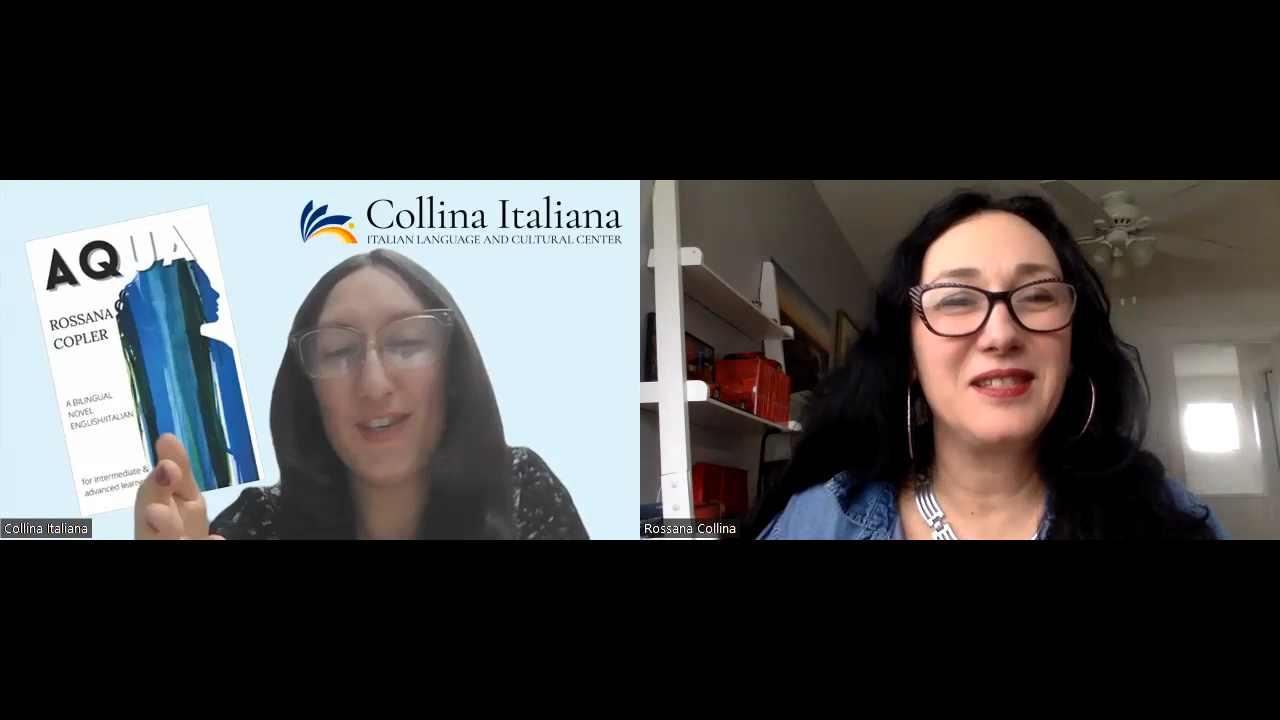 Collina Italiana
ITALIAN LANGUAGE AND CULTURAL CENTER
AQUA
ROSSANA
COPLER
A BILINGUAL
NOVEL
ENGLISH/ITALIAN
for intermediate &
advanced
Collina Italiana
Rossana Collina